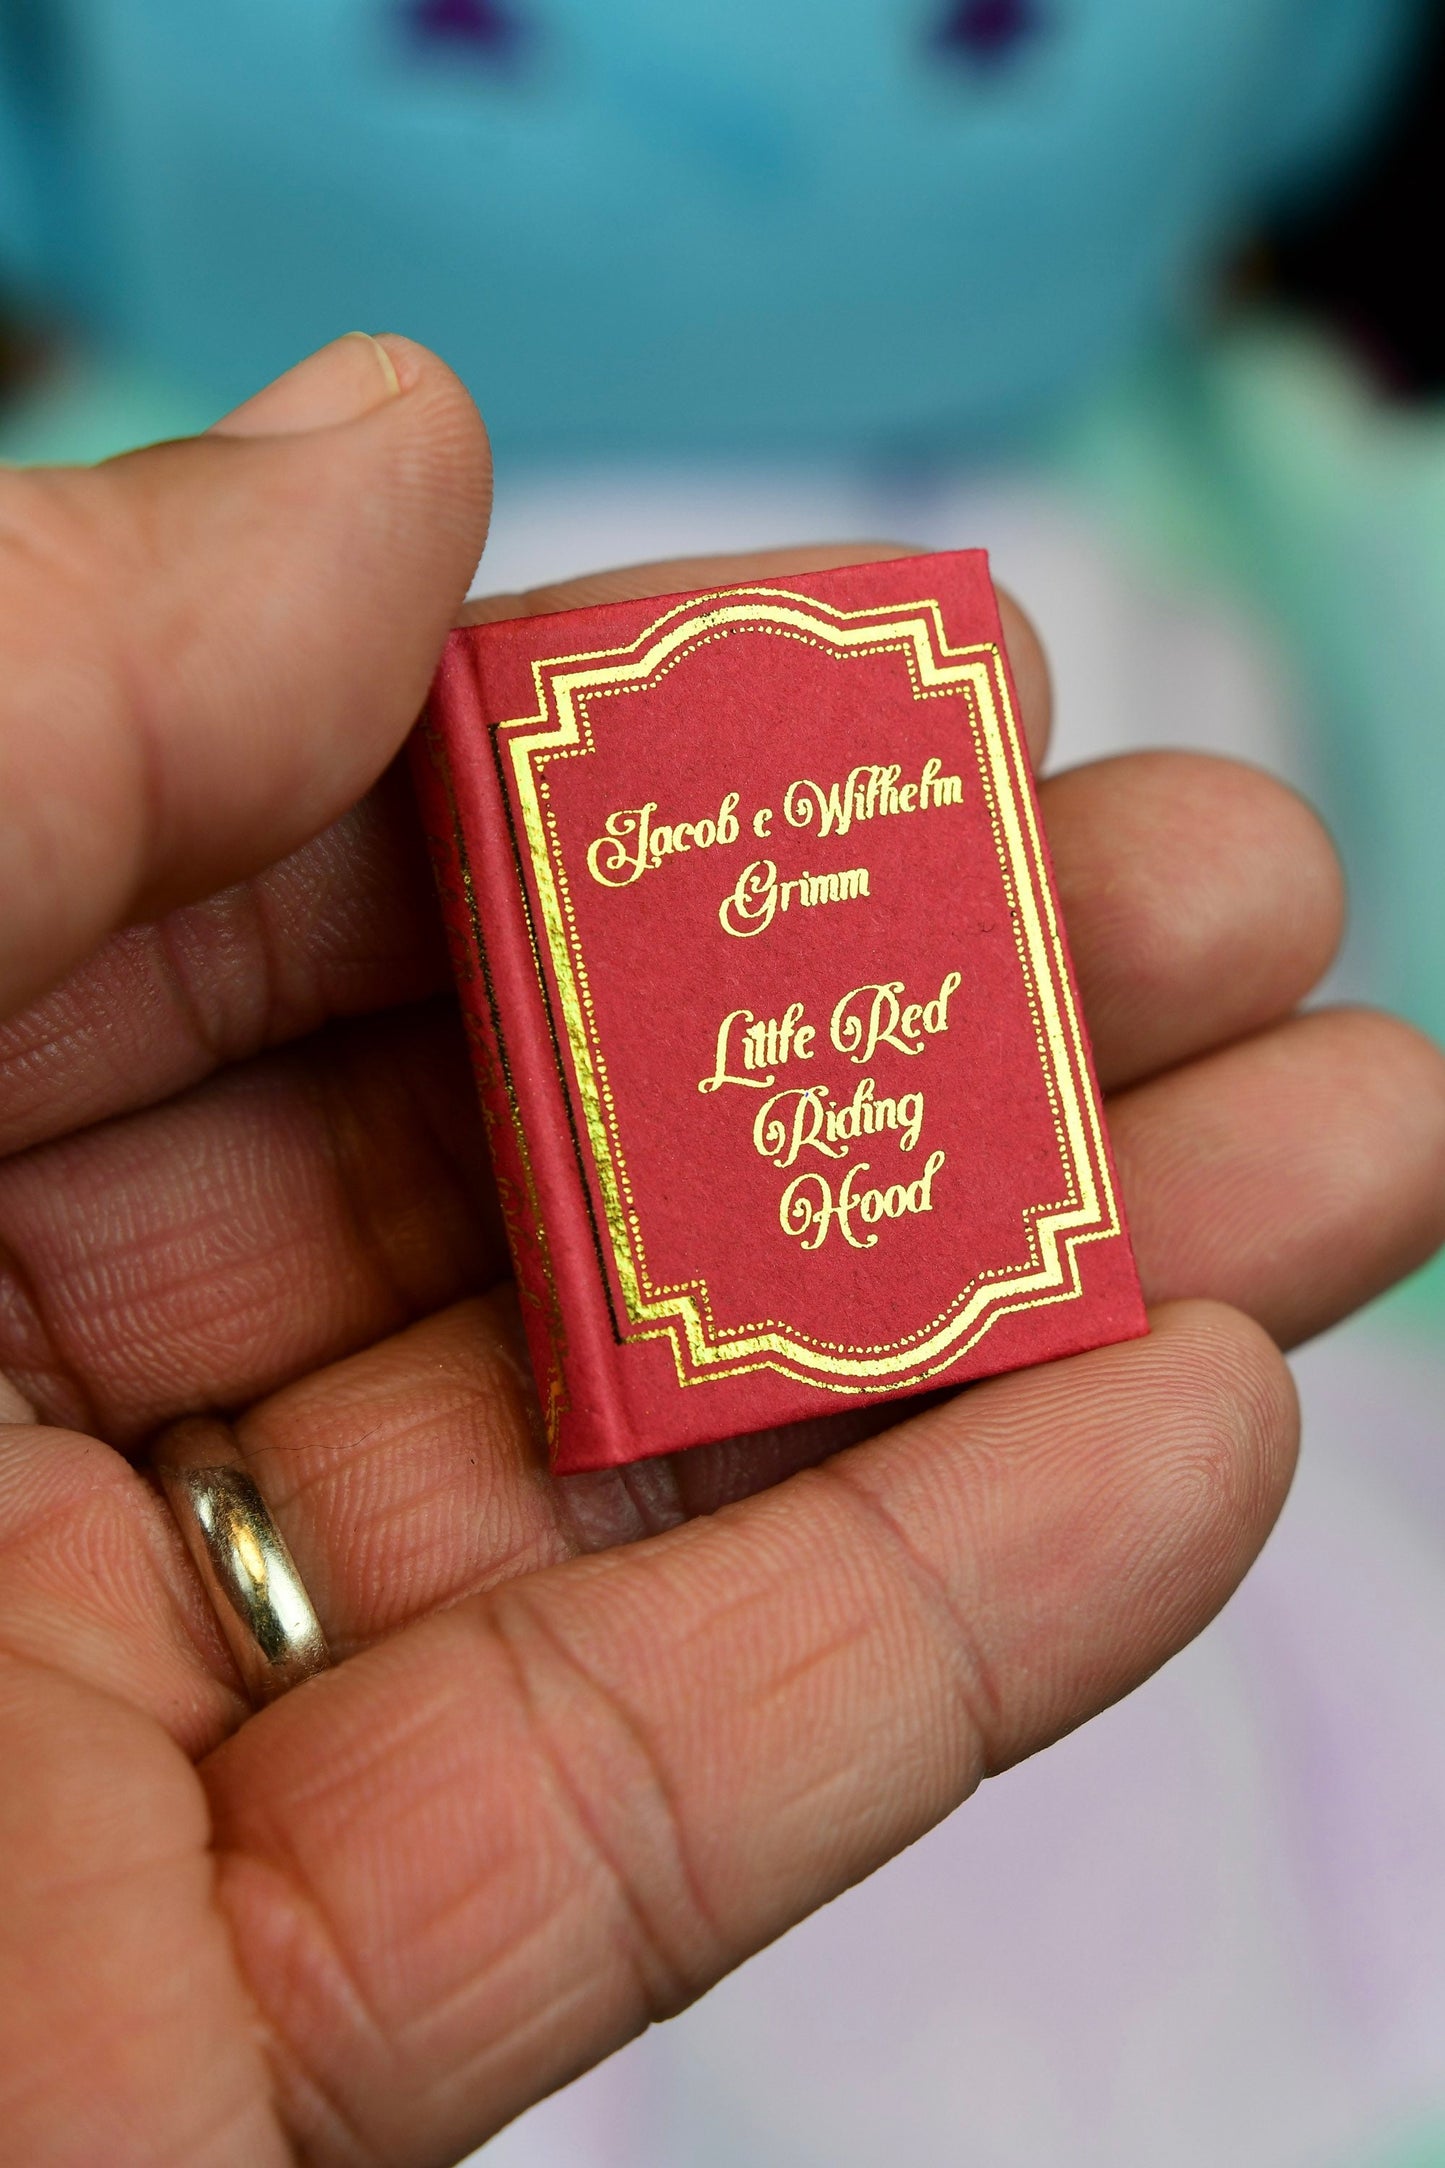 Jacob e Wilhelm
Grimm
Little Red
Riding
Hood